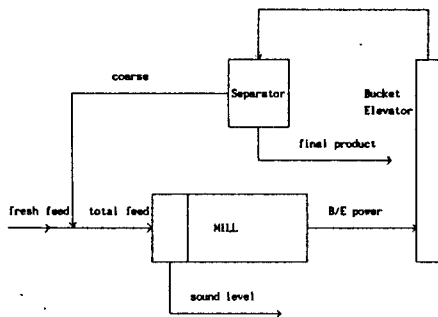 coarse
Separator
Bucket
Elevator
final product
fresh feed
total feed
MILL
B/E power
sound level